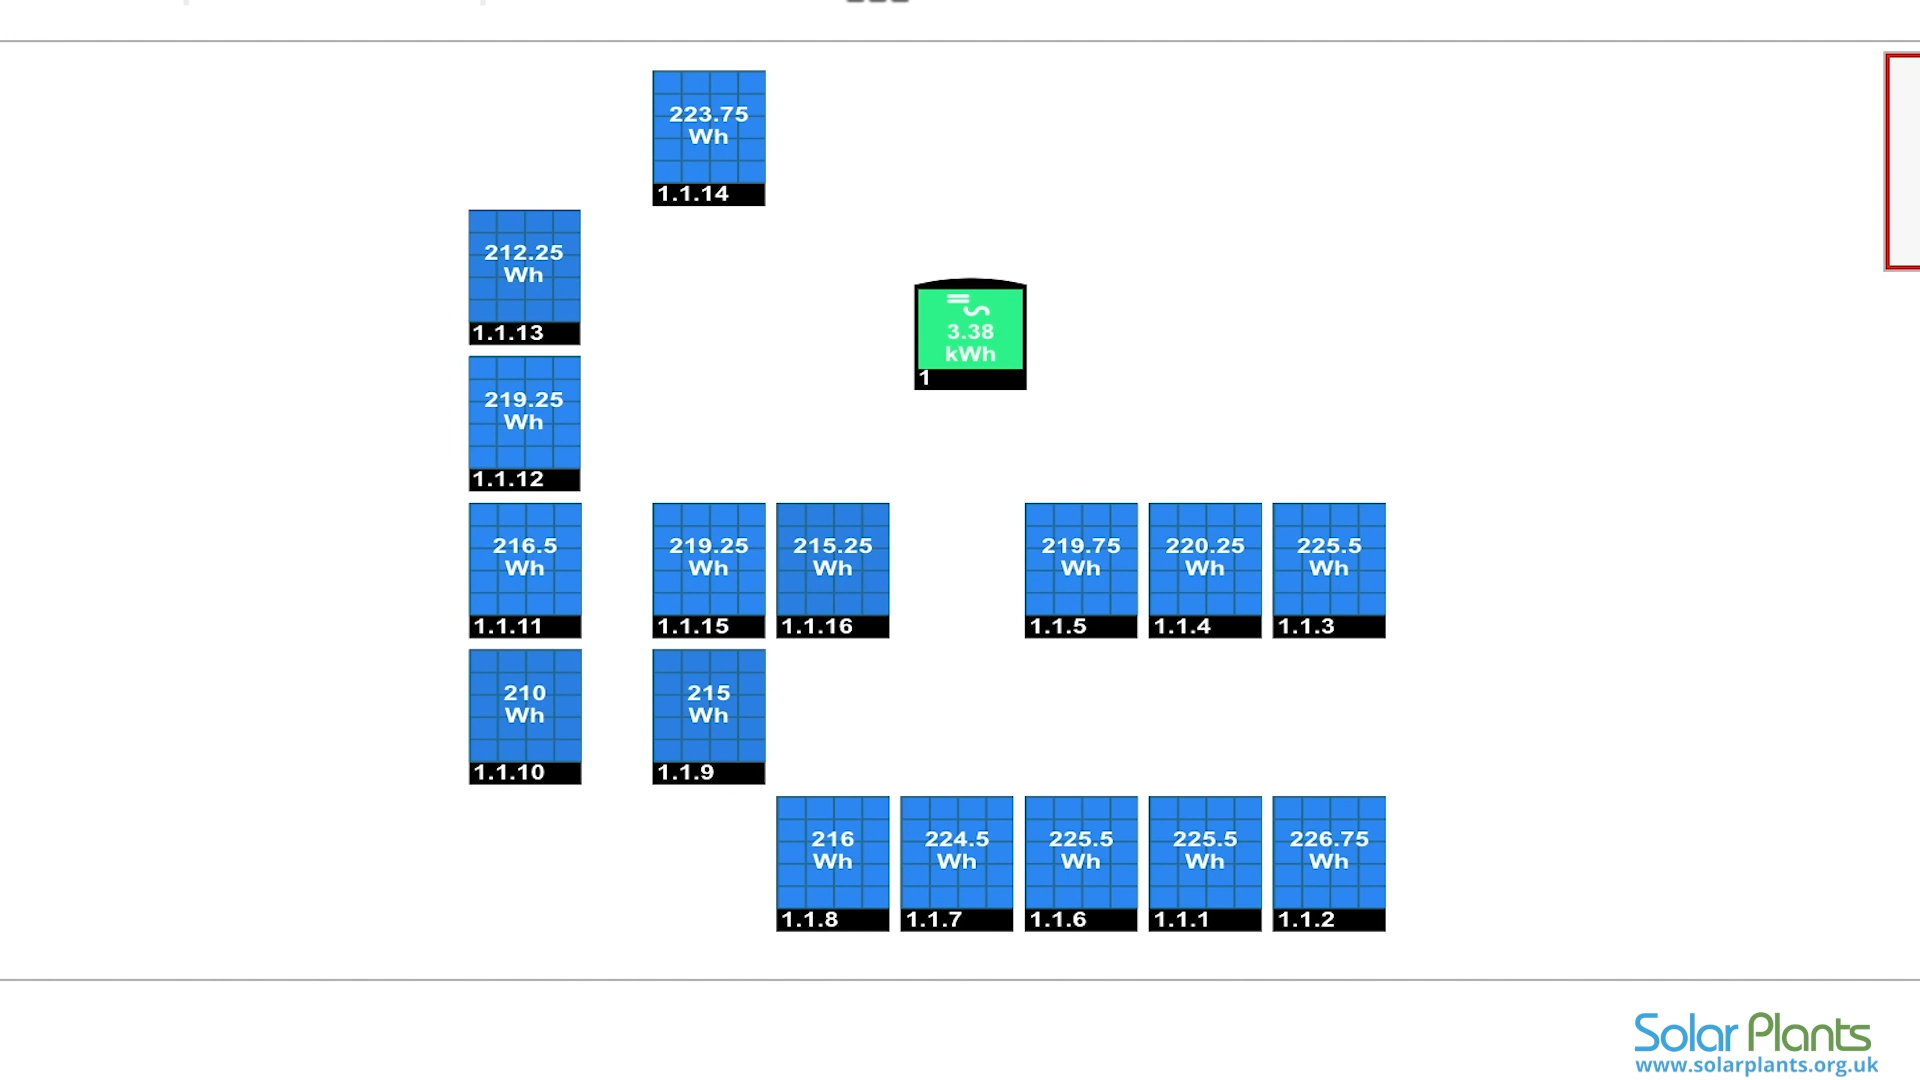 223.75
Wh
1.1.14
212.25
Wh
1.1.13
3.38
kWh
1
219.25
Wh
1.1.12
216.5
Wh
1.1.11
219.25
Wh
1.1.15
215.25
Wh
1.1.16
219.75
Wh
1.1.5
220.25
Wh
1.1.4
225.5
Wh
1.1.3
210
Wh
1.1.10
215
Wh
1.1.9
216
Wh
1.1.8
224.5
Wh
1.1.7
225.5
Wh
1.1.6
225.5
Wh
1.1.1
226.75
Wh
1.1.2
Solar Plants
www.solarplants.org.uk